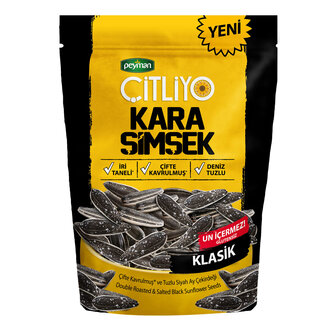 YENİ
peyman
ÇİTLİYO
KARA
ŞİMŞEK
İRİ
TANELİ
ÇİFTE
KAVRULMUŞ*
DENİZ
TUZLU
UN İÇERMEZ!
GLUTENSİZ
KLASİK
Çifte Kavrulmuş* ve Tuzlu Siyah Ay Çekirdeği
Double Roasted & Salted Black Sunflower Seeds